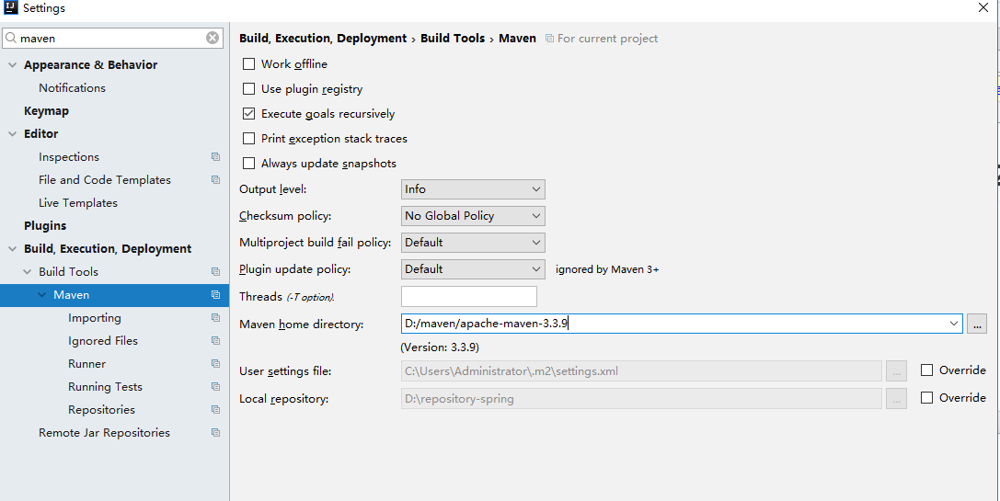 Settings
maven
Appearance & Behavior
Notifications
Keymap
Editor
Inspections
File and Code Templates
Live Templates
Plugins
Build, Execution, Deployment
Build Tools
Maven
Importing
Ignored Files
Runner
Running Tests
Repositories
Remote Jar Repositories
Build, Execution, Deployment › Build Tools › Maven For current project
Work offline
Use plugin registry
Execute goals recursively
Print exception stack traces
Always update snapshots
Output level: Info
Checksum policy: No Global Policy
Multiproject build fail policy: Default
Plugin update policy: Default ignored by Maven 3+
Threads (-T option).
Maven home directory: D:/maven/apache-maven-3.3.9 ...
(Version: 3.3.9)
User settings file: C:\Users\Administrator\.m2\settings.xml ... Override
Local repository: D:\repository-spring ... Override